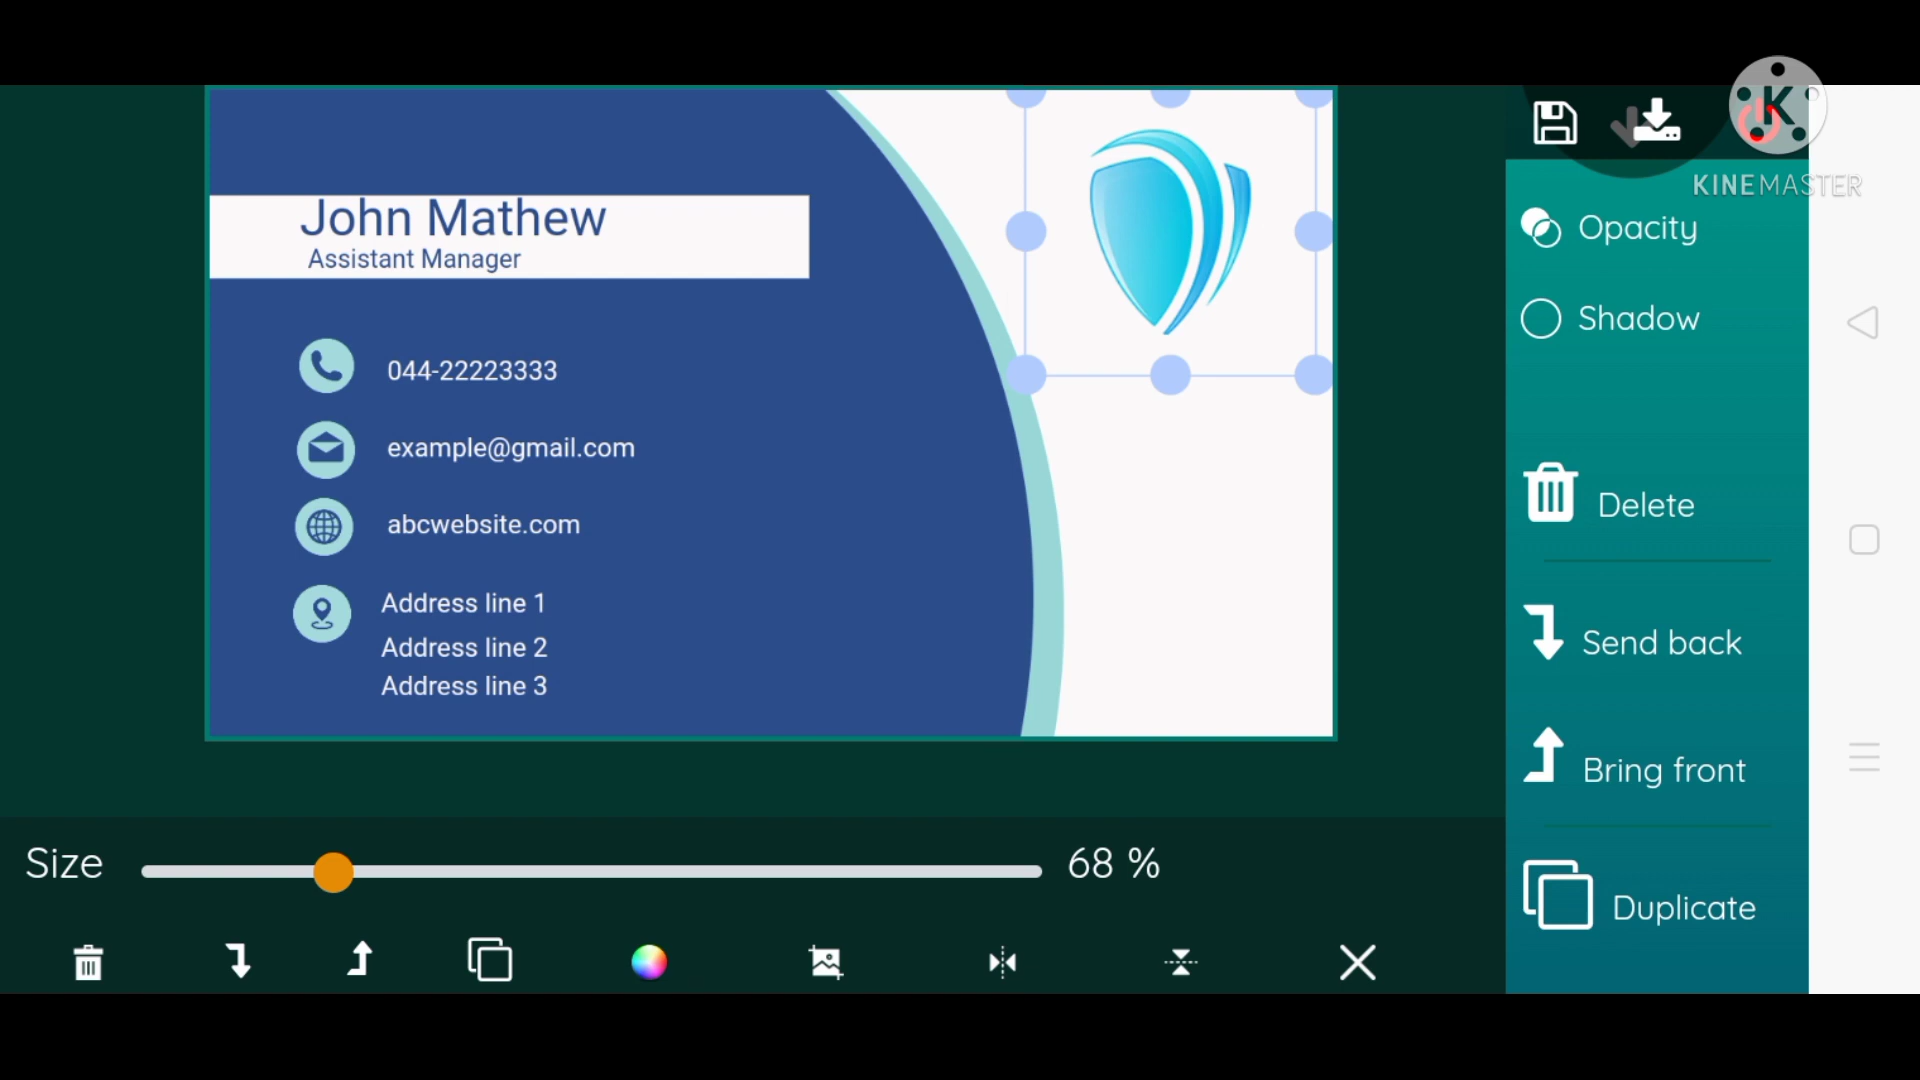 KINEMASTER
John Mathew
Assistant Manager
044-22223333
example@gmail.com
abcwebsite.com
Address line 1
Address line 2
Address line 3
Opacity
Shadow
Delete
Send back
Bring front
Duplicate
Size
68 %